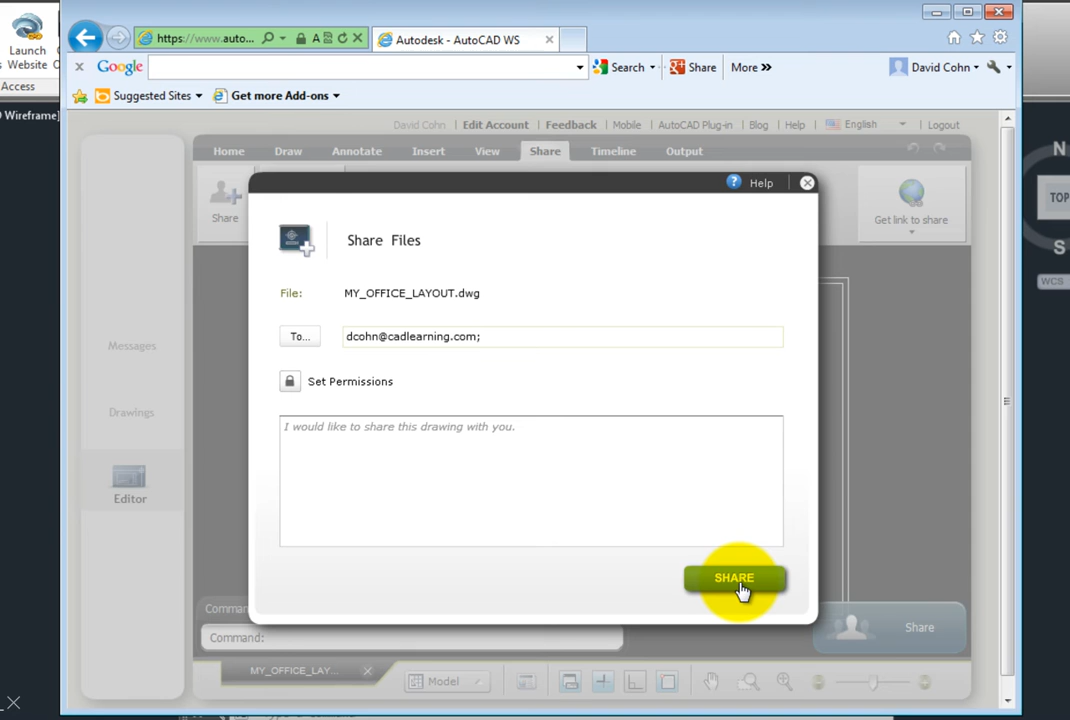 Launch
Website
Access
Wireframe]
https://www.auto...
Autodesk - AutoCAD WS
Google
Search
Share
More »
David Cohn
Suggested Sites
Get more Add-ons
David Cohn | Edit Account | Feedback | Mobile | AutoCAD Plug-in | Blog | Help | English | Logout
Home
Draw
Annotate
Insert
View
Share
Timeline
Output
Share
Get link to share
Help
Share Files
File:
MY_OFFICE_LAYOUT.dwg
To...
dcohn@cadlearning.com;
Set Permissions
I would like to share this drawing with you.
SHARE
Messages
Drawings
Editor
Comman
Command:
Share
MY_OFFICE_LAY...
Model
N
TOP
S
WCS